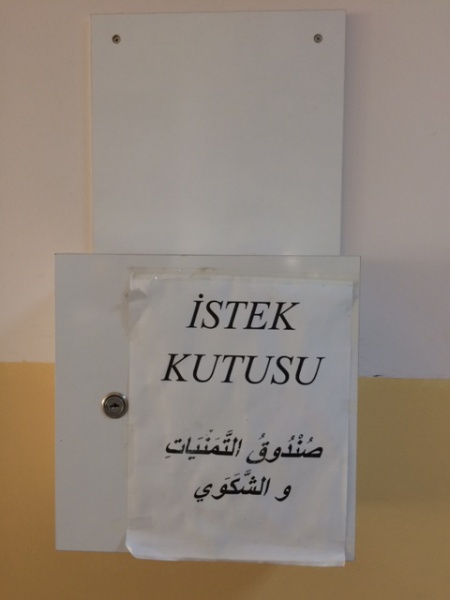 İSTEK
KUTUSU
صُنْدُوقُ التَّمَنْيَاتِ
و الشَّكَوَي